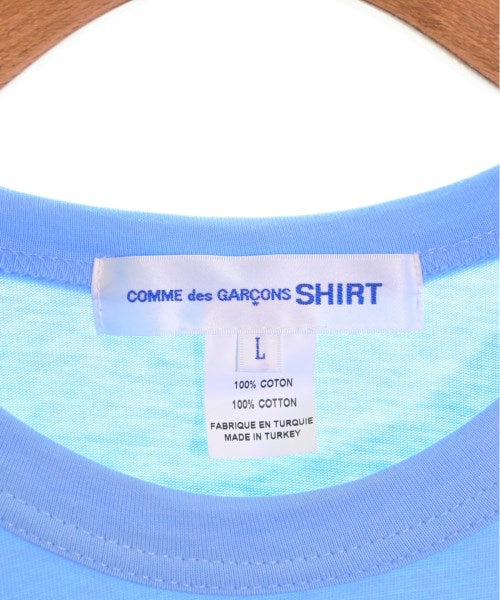 COMME des GARÇONS SHIRT
L
100% COTON
100% COTTON
FABRIQUE EN TURQUIE
MADE IN TURKEY